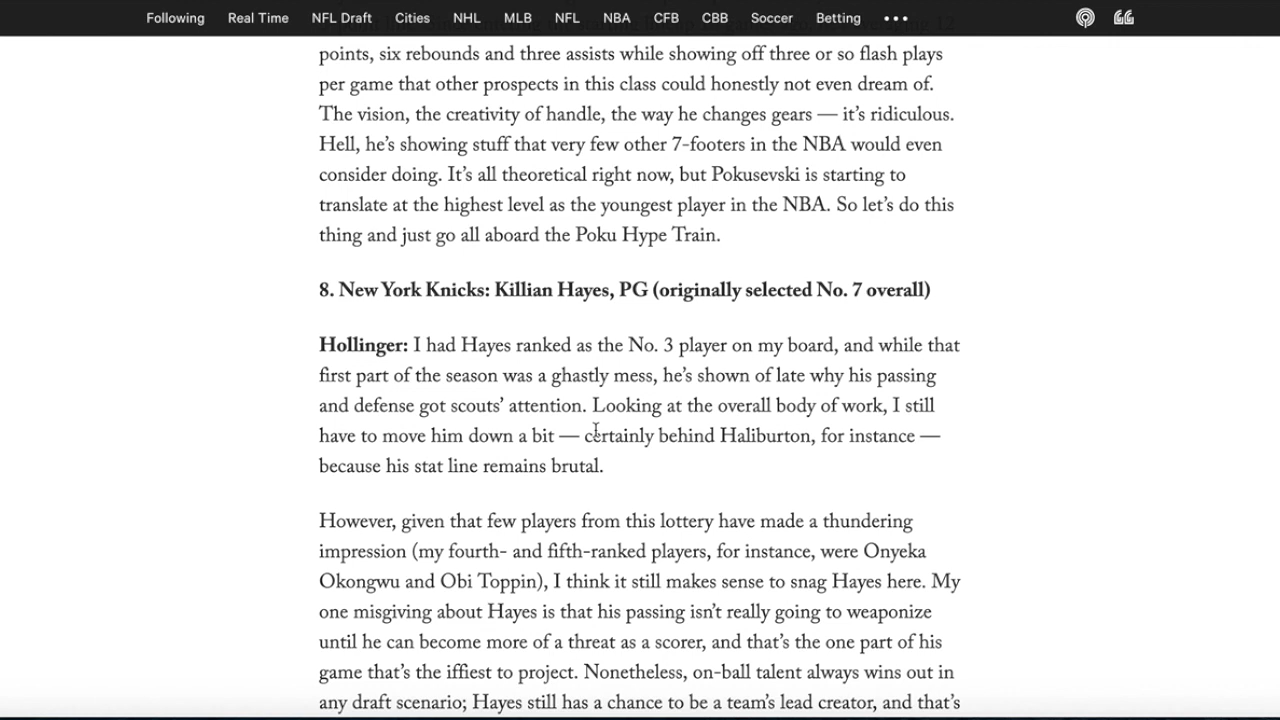 Following Real Time NFL Draft Cities NHL MLB NFL NBA CFB CBB Soccer Betting
points, six rebounds and three assists while showing off three or so flash plays
per game that other prospects in this class could honestly not even dream of.
The vision, the creativity of handle, the way he changes gears — it’s ridiculous.
Hell, he’s showing stuff that very few other 7-footers in the NBA would even
consider doing. It’s all theoretical right now, but Pokusevski is starting to
translate at the highest level as the youngest player in the NBA. So let’s do this
thing and just go all aboard the Poku Hype Train.
8. New York Knicks: Killian Hayes, PG (originally selected No. 7 overall)
Hollinger: I had Hayes ranked as the No. 3 player on my board, and while that
first part of the season was a ghastly mess, he’s shown of late why his passing
and defense got scouts’ attention. Looking at the overall body of work, I still
have to move him down a bit — certainly behind Haliburton, for instance —
because his stat line remains brutal.
However, given that few players from this lottery have made a thundering
impression (my fourth- and fifth-ranked players, for instance, were Onyeka
Okongwu and Obi Toppin), I think it still makes sense to snag Hayes here. My
one misgiving about Hayes is that his passing isn’t really going to weaponize
until he can become more of a threat as a scorer, and that’s the one part of his
game that’s the iffiest to project. Nonetheless, on-ball talent always wins out in
any draft scenario; Hayes still has a chance to be a team’s lead creator, and that’s